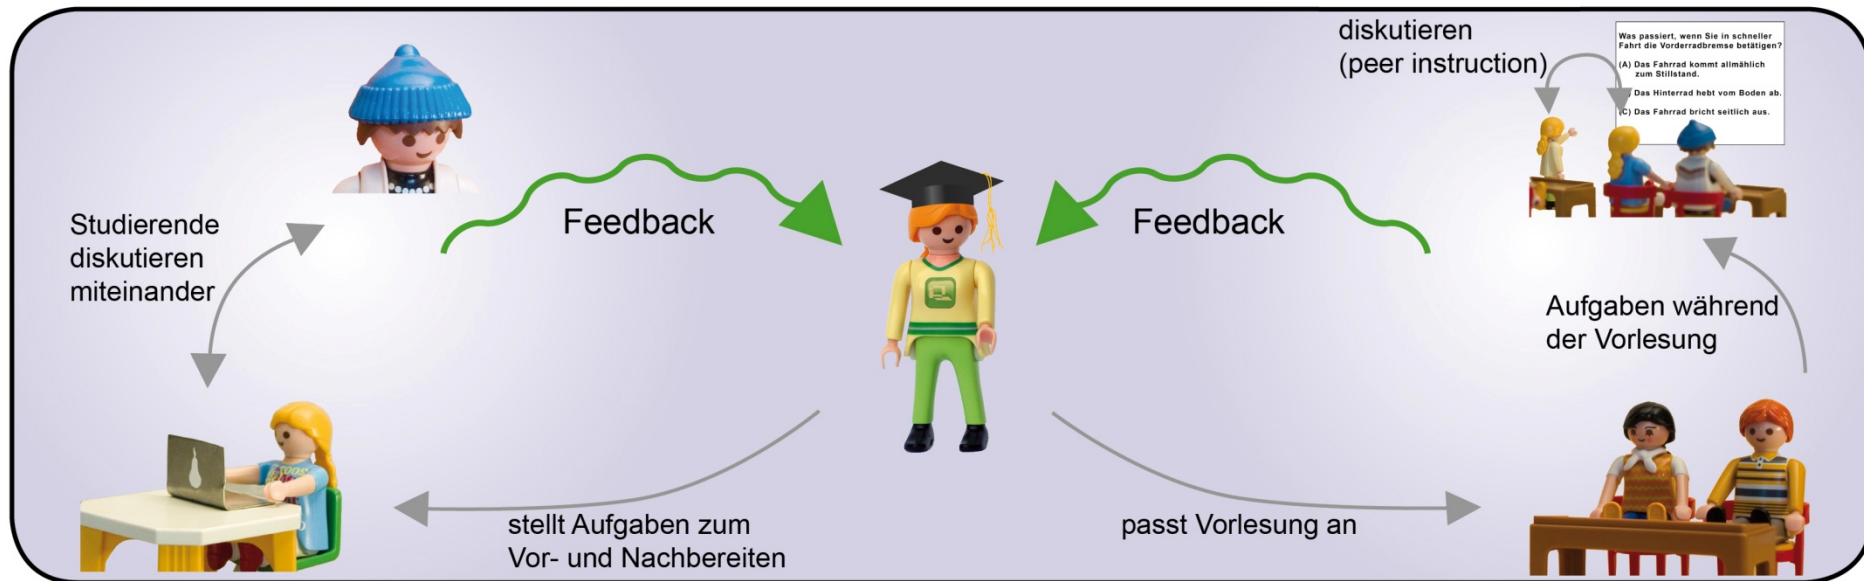 diskutieren
(peer instruction)
Was passiert, wenn Sie in schneller
Fahrt die Vorderradbremse betätigen?
(A) Das Fahrrad kommt allmählich
zum Stillstand.
) Das Hinterrad hebt vom Boden ab.
(C) Das Fahrrad bricht seitlich aus.
Feedback
Feedback
Studierende
diskutieren
miteinander
Aufgaben während
der Vorlesung
stellt Aufgaben zum
Vor- und Nachbereiten
passt Vorlesung an